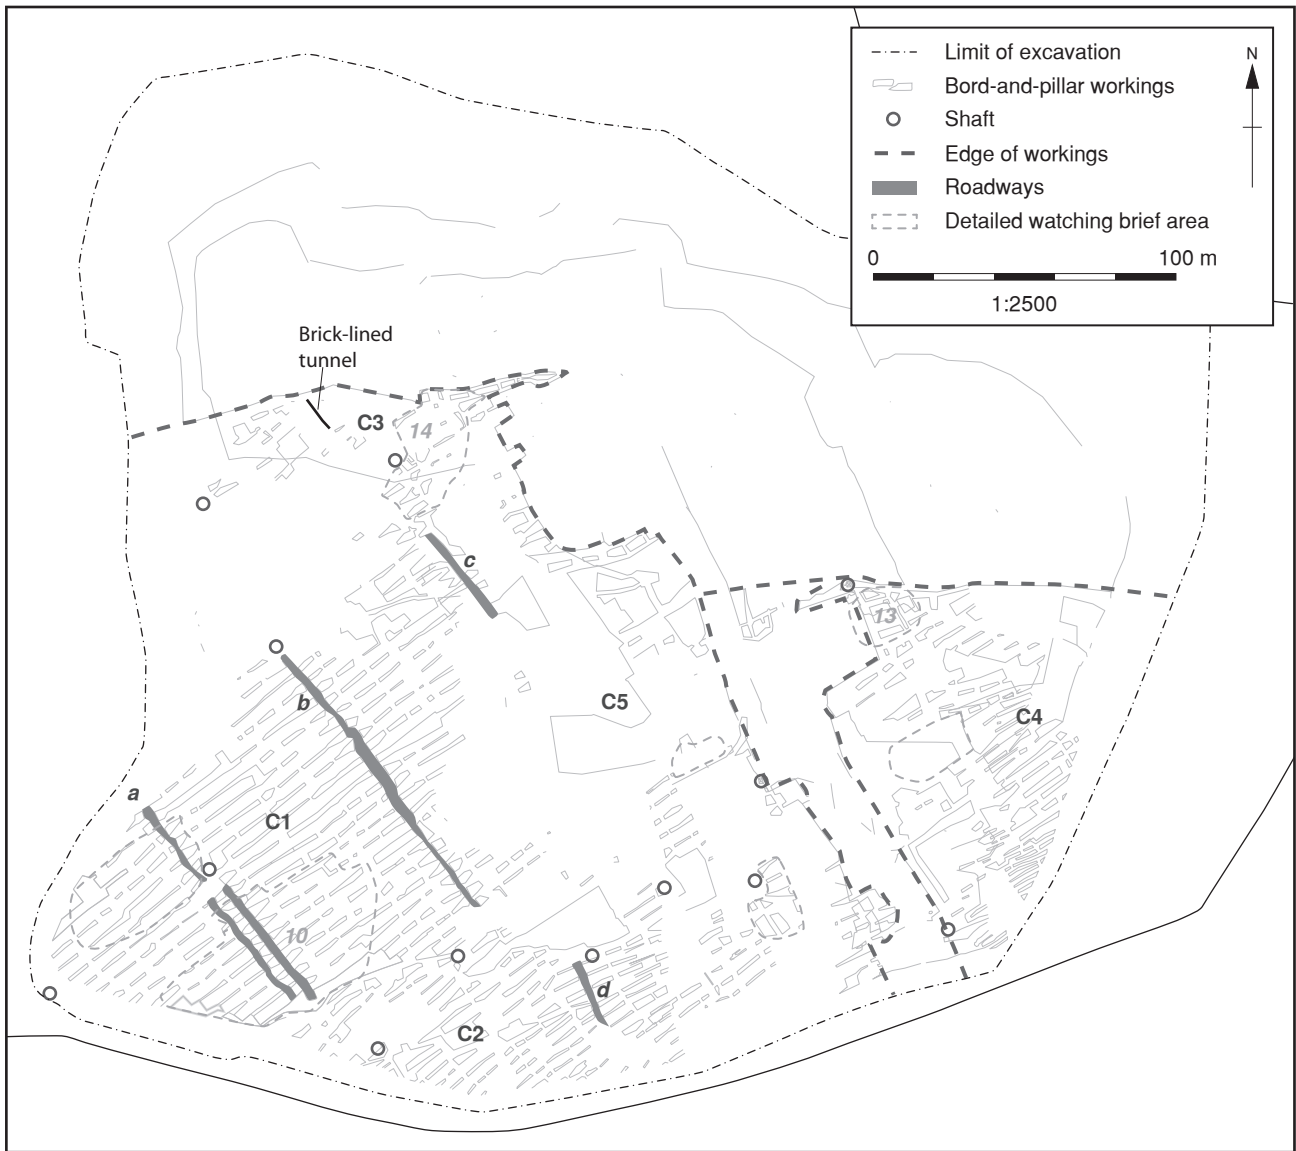 Limit of excavation
N
Bord-and-pillar workings
Shaft
Edge of workings
Roadways
Detailed watching brief area
0 100 m
1:2500
Brick-lined
tunnel
C3
14
c
13
b
C5
C4
a
C1
10
d
C2